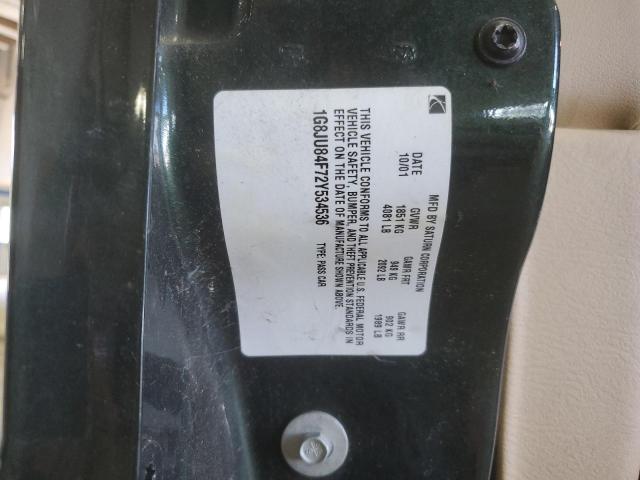 MFD BY SATURN CORPORATION
DATE GVWR GAWR FRT GAWR RR
10/01 1851 KG 949 KG 902 KG
4081 LB 2092 LB 1989 LB
THIS VEHICLE CONFORMS TO ALL APPLICABLE U.S. FEDERAL MOTOR
VEHICLE SAFETY, BUMPER, AND THEFT PREVENTION STANDARDS IN
EFFECT ON THE DATE OF MANUFACTURE SHOWN ABOVE.
1G8JU84F72Y534536 TYPE: PASS CAR